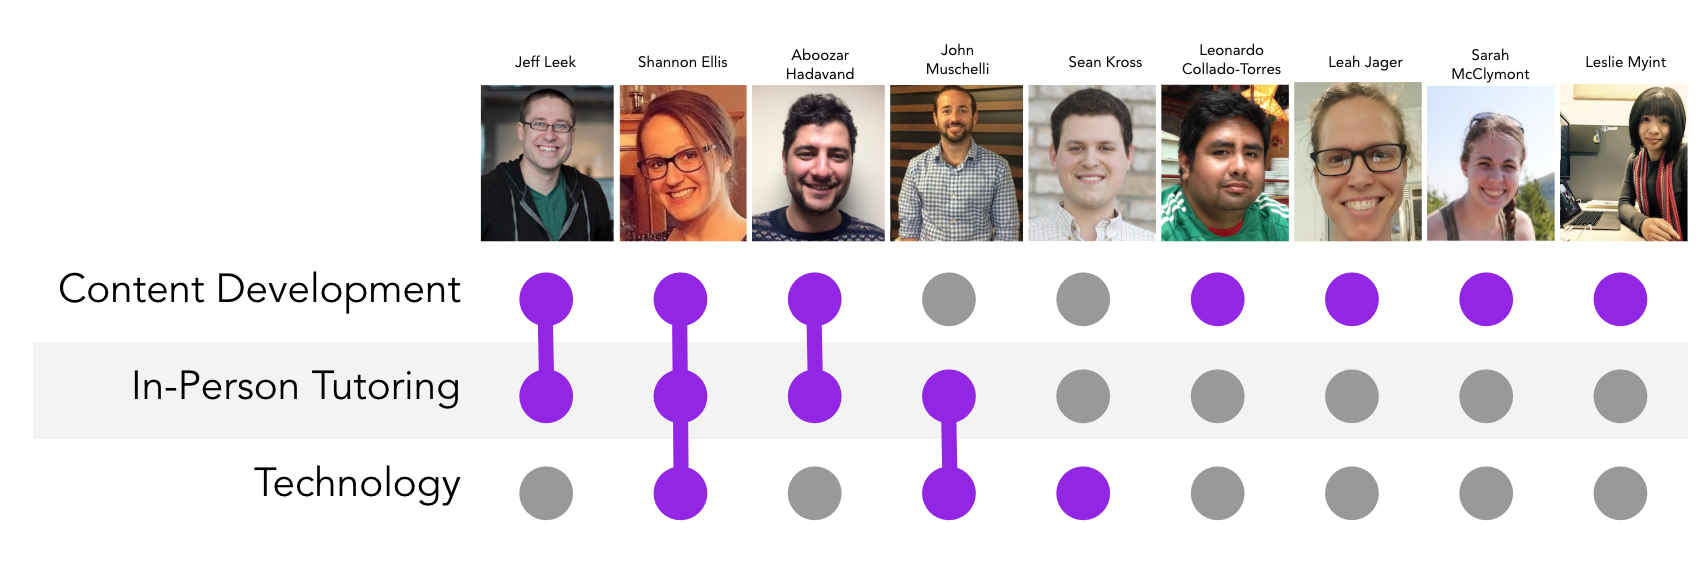 Jeff Leek
Shannon Ellis
Aboozar
Hadavand
John
Muschelli
Sean Kross
Leonardo
Collado-Torres
Leah Jager
Sarah
McClymont
Leslie Myint
Content Development
In-Person Tutoring
Technology